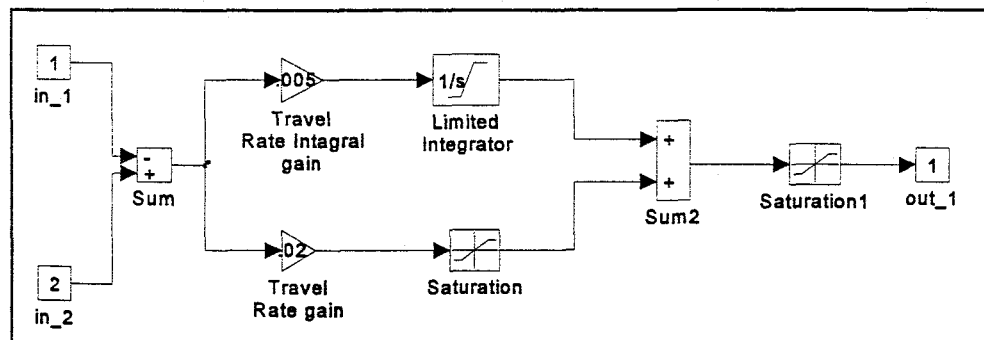 1
in_1
.005
Travel
Rate Intagral
gain
1/s
Limited
Integrator
-
+
Sum
+
+
Sum2
Saturation1
1
out_1
2
in_2
.02
Travel
Rate gain
Saturation